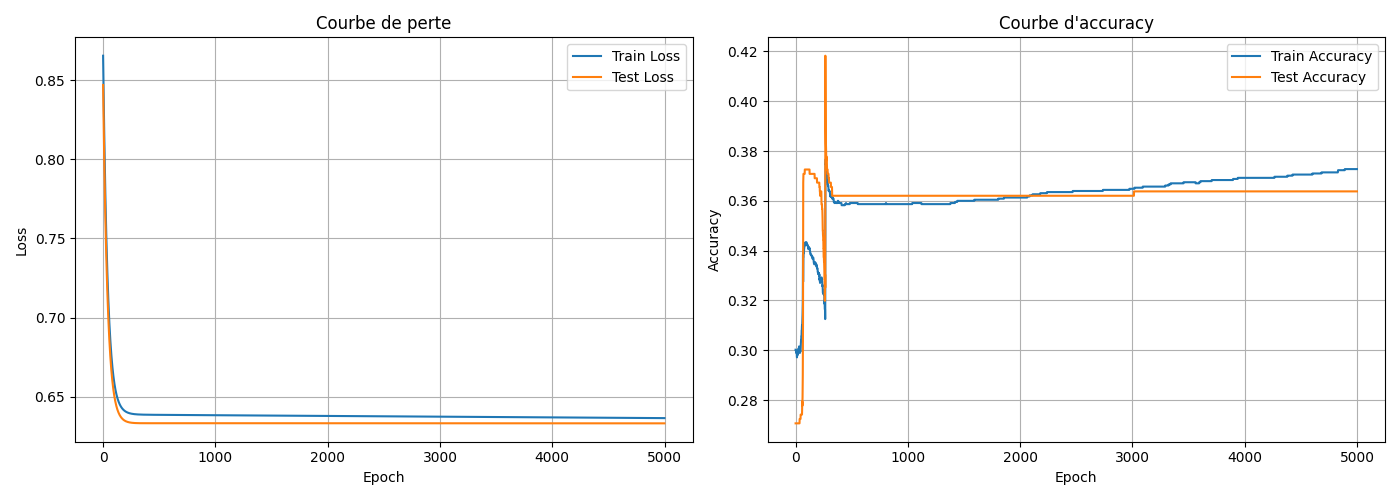 Courbe de perte
Train Loss
Test Loss
0.85
0.80
0.75
0.70
0.65
Loss
0
1000
2000
3000
4000
5000
Epoch
Courbe d'accuracy
Train Accuracy
Test Accuracy
0.42
0.40
0.38
0.36
0.34
0.32
0.30
0.28
Accuracy
0
1000
2000
3000
4000
5000
Epoch